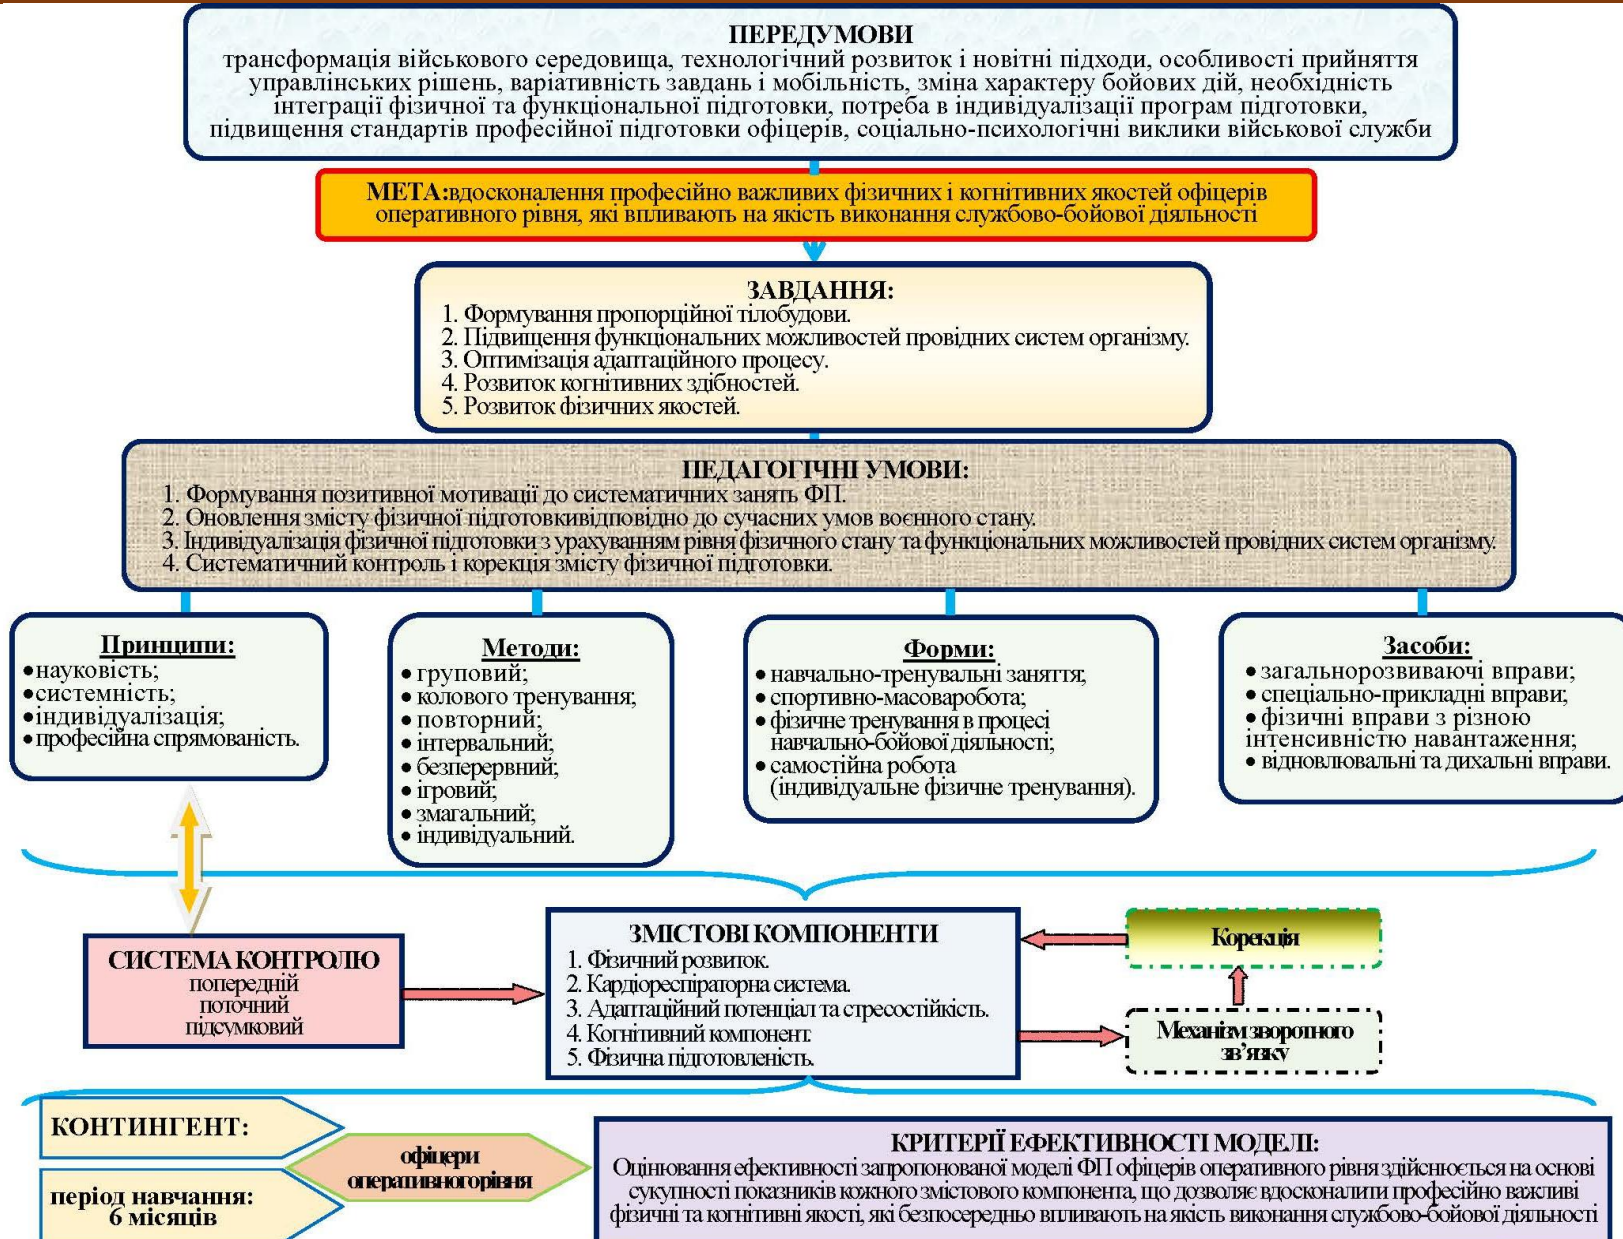 ПЕРЕДУМОВИ
трансформація військового середовища, технологічний розвиток і новітні підходи, особливості прийняття
управлінських рішень, варіативність завдань і мобільність, зміна характеру бойових дій, необхідність
інтеграції фізичної та функціональної підготовки, потреба в індивідуалізації програм підготовки,
підвищення стандартів професійної підготовки офіцерів, соціально-психологічні виклики військової служби
МЕТА:вдосконалення професійно важливих фізичних і когнітивних якостей офіцерів
оперативного рівня, які впливають на якість виконання службово-бойової діяльності
ЗАВДАННЯ:
1. Формування пропорційної тілобудови.
2. Підвищення функціональних можливостей провідних систем організму.
3. Оптимізація адаптаційного процесу.
4. Розвиток когнітивних здібностей.
5. Розвиток фізичних якостей.
ПЕДАГОГІЧНІ УМОВИ:
1. Формування позитивної мотивації до систематичних занять ФП.
2. Оновлення змісту фізичної підготовкивідповідно до сучасних умов воєнного стану.
3. Індивідуалізація фізичної підготовки з урахуванням рівня фізичного стану та функціональних можливостей провідних систем організму.
4. Систематичний контроль і корекція змісту фізичної підготовки.
Принципи:
• науковість;
• системність;
• індивідуалізація;
• професійна спрямованість.
Методи:
• груповий;
• колового тренування;
• повторний;
• інтервальний;
• безперервний;
• ігровий;
• змагальний;
• індивідуальний.
Форми:
• навчально-тренувальні заняття;
• спортивно-масоваробота;
• фізичне тренування в процесі
навчально-бойової діяльності;
• самостійна робота
(індивідуальне фізичне тренування).
Засоби:
• загальнорозвиваючі вправи;
• спеціально-прикладні вправи;
• фізичні вправи з різною
інтенсивністю навантаження;
• відновлювальні та дихальні вправи.
СИСТЕМА КОНТРОЛЮ
попередній
поточний
підсумковий
ЗМІСТОВІ КОМПОНЕНТИ
1. Фізичний розвиток.
2. Кардіореспіраторна система.
3. Адаптаційний потенціал та стресостійкість.
4. Когнітивний компонент.
5. Фізична підготовленість.
Корекція
Механізм зворотного
зв’язку
КОНТИНГЕНТ:
період навчання:
6 місяців
офіцери
оперативногорівня
КРИТЕРІЇ ЕФЕКТИВНОСТІ МОДЕЛІ:
Оцінювання ефективності запропонованої моделі ФП офіцерів оперативного рівня здійснюється на основі
сукупності показників кожного змістового компонента, що дозволяє вдосконалити професійно важливі
фізичні та когнітивні якості, які безпосередньо впливають на якість виконання службово-бойової діяльності